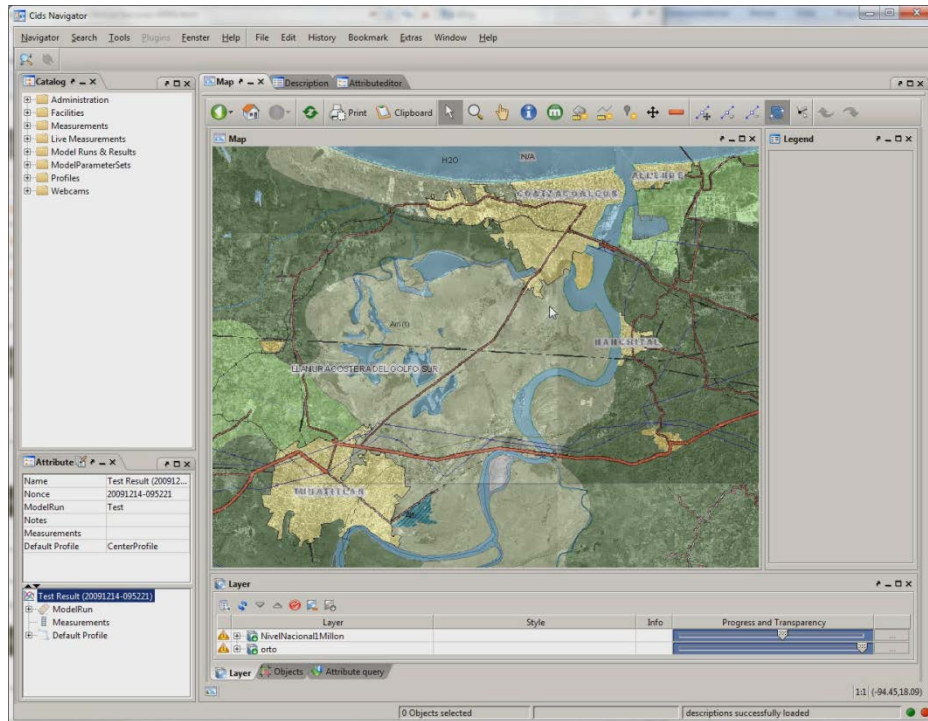 Cids Navigator
Navigator Search Tools Plugins Fenster Help File Edit History Bookmark Extras Window Help
Catalog
Map Description Attributeditor
Administration
Facilities
Measurements
Live Measurements
Model Runs & Results
ModelParameterSets
Profiles
Webcams
Print Clipboard
Map
Legend
H2O N/A
ALLENDE
COATZACOALCOS
NANCHITAL
LLANURA COSTERA DEL GOLFO SUR
MINATITLAN
Attribute
Name Test Result (200912...
Nonce 20091214-095221
ModelRun Test
Notes
Measurements
Default Profile CenterProfile
Test Result (20091214-095221)
ModelRun
Measurements
Default Profile
Layer
Layer Style Info Progress and Transparency
NivelNacional1Millon
orto
Layer Objects Attribute query
1:1 (-94.45,18.09)
0 Objects selected descriptions successfully loaded